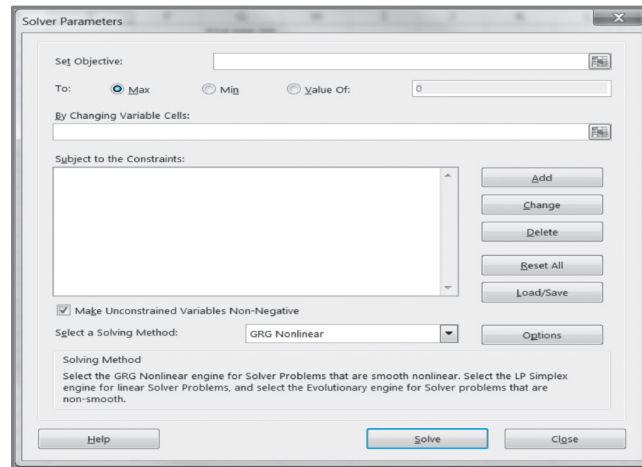 Solver Parameters
Set Objective:
To: Max Min Value Of: 0
By Changing Variable Cells:
Subject to the Constraints:
Add
Change
Delete
Reset All
Load/Save
Make Unconstrained Variables Non-Negative
Select a Solving Method: GRG Nonlinear Options
Solving Method
Select the GRG Nonlinear engine for Solver Problems that are smooth nonlinear. Select the LP Simplex
engine for linear Solver Problems, and select the Evolutionary engine for Solver problems that are
non-smooth.
Help Solve Close